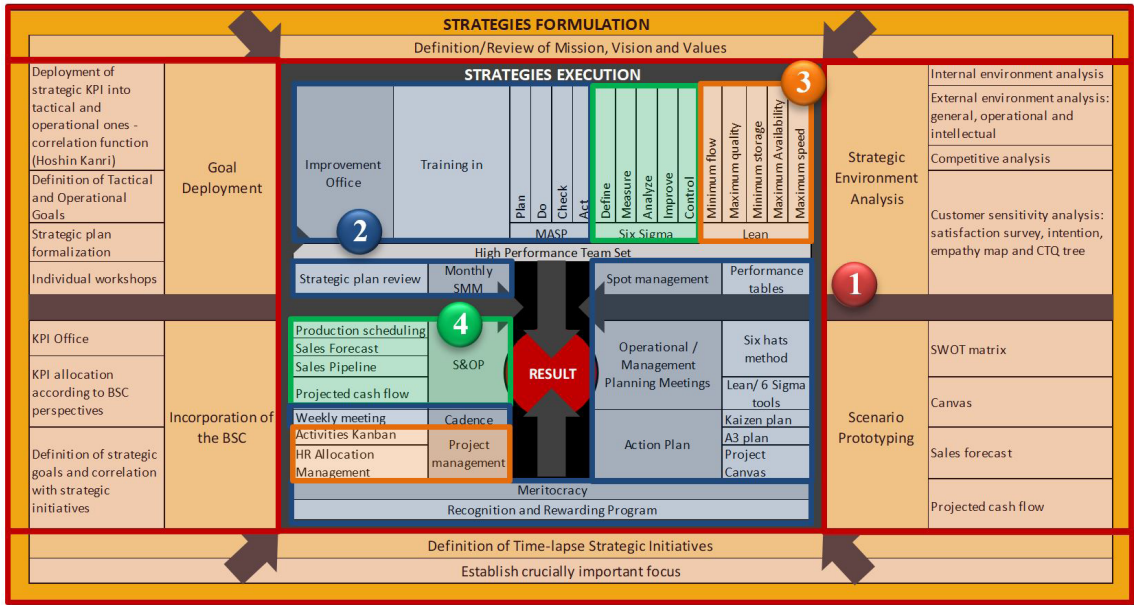 STRATEGIES FORMULATION
Definition/Review of Mission, Vision and Values
Deployment of
strategic KPI into
tactical and
operational ones -
correlation function
(Hoshin Kanri)
Definition of Tactical
and Operational
Goals
Strategic plan
formalization
Individual workshops
Goal
Deployment
KPI Office
KPI allocation
according to BSC
perspectives
Definition of strategic
goals and correlation
with strategic
initiatives
Incorporation of
the BSC
STRATEGIES EXECUTION
Improvement
Office
Training in
Plan
Do
Check
Act
MASP
Define
Measure
Analyze
Improve
Control
Six Sigma
Minimum flow
Maximum quality
Minimum storage
Maximum Availability
Maximum speed
Lean
3
2
High Performance Team Set
Strategic plan review
Monthly
SMM
Spot management
Performance
tables
4
Production scheduling
Sales Forecast
Sales Pipeline
Projected cash flow
S&OP
RESULT
Operational /
Management
Planning Meetings
Six hats
method
Lean/ 6 Sigma
tools
Weekly meeting
Cadence
Activities Kanban
HR Allocation
Management
Project
management
Action Plan
Kaizen plan
A3 plan
Project
Canvas
Meritocracy
Recognition and Rewarding Program
Strategic
Environment
Analysis
Internal environment analysis
External environment analysis:
general, operational and
intellectual
Competitive analysis
Customer sensitivity analysis:
satisfaction survey, intention,
empathy map and CTQ tree
1
Scenario
Prototyping
SWOT matrix
Canvas
Sales forecast
Projected cash flow
Definition of Time-lapse Strategic Initiatives
Establish crucially important focus